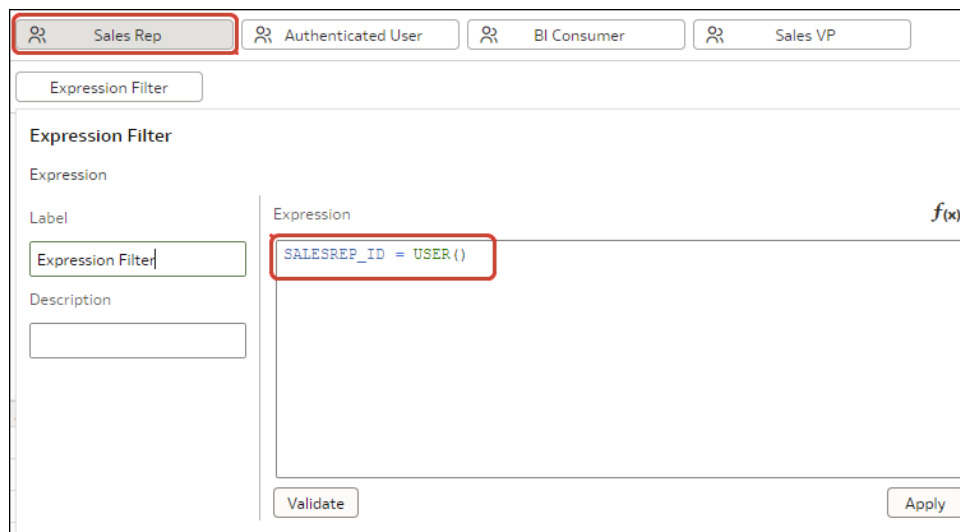 Sales Rep
Authenticated User
BI Consumer
Sales VP
Expression Filter
Expression Filter
Expression
Label
Expression
f(x)
Expression Filter
SALESREP_ID = USER()
Description
Validate
Apply